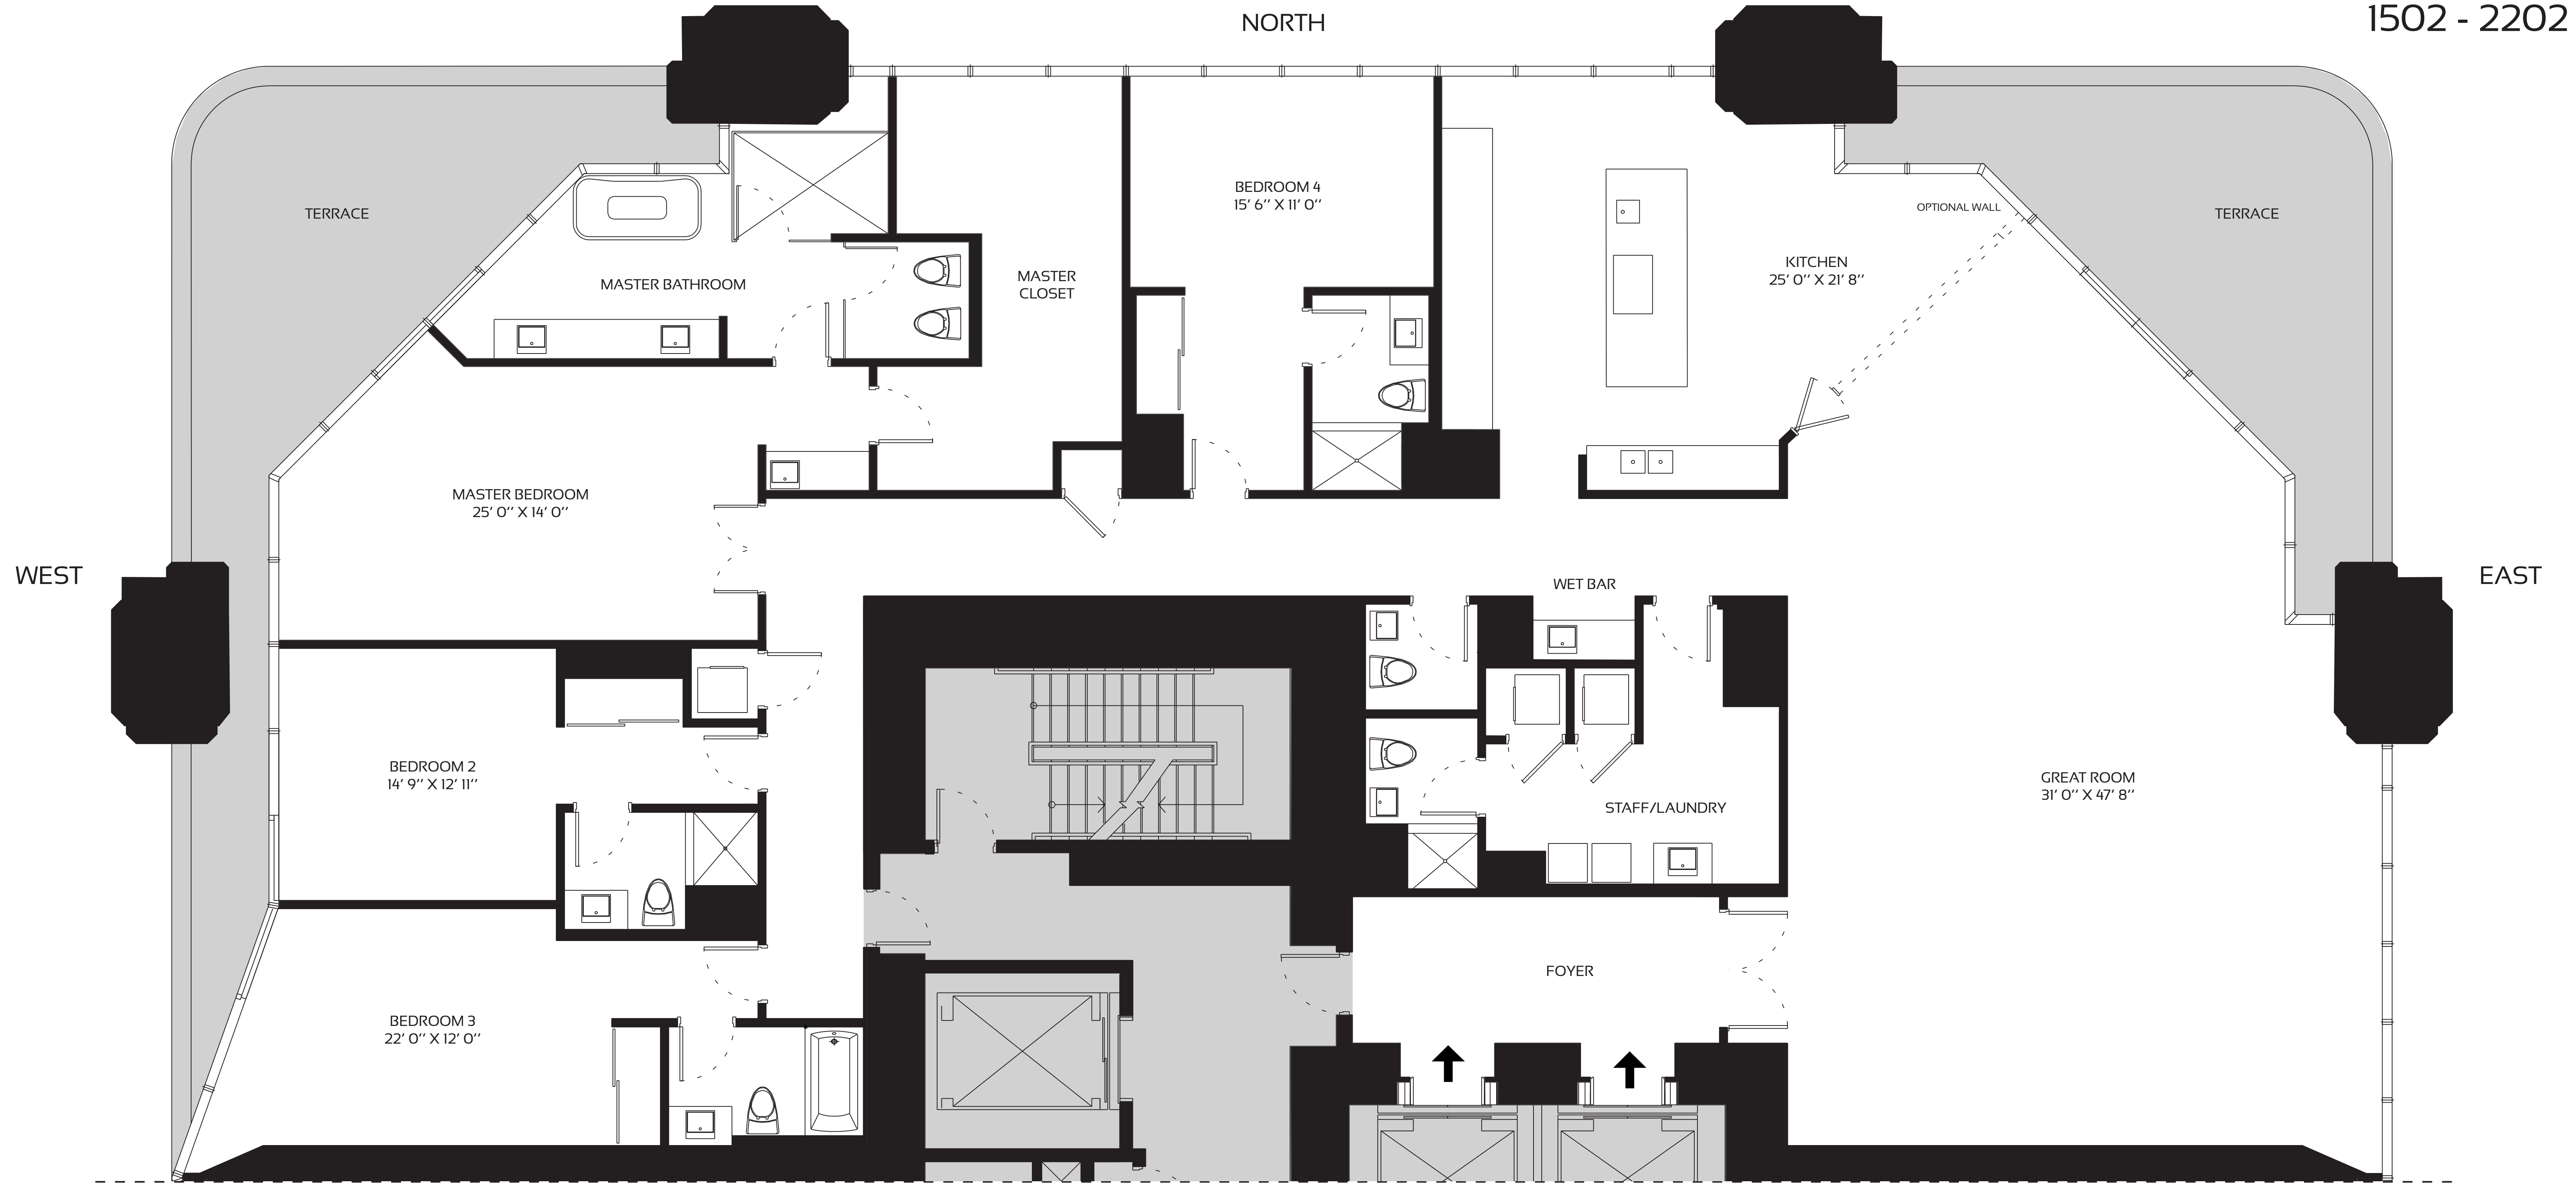 1502 - 2202
NORTH
TERRACE
BEDROOM 4
15' 6'' X 11' 0''
OPTIONAL WALL
TERRACE
MASTER BATHROOM
MASTER
CLOSET
KITCHEN
25' 0'' X 21' 8''
MASTER BEDROOM
25' 0'' X 14' 0''
WEST
WET BAR
EAST
BEDROOM 2
14' 9'' X 12' 11''
STAFF/LAUNDRY
GREAT ROOM
31' 0'' X 47' 8''
FOYER
BEDROOM 3
22' 0'' X 12' 0''